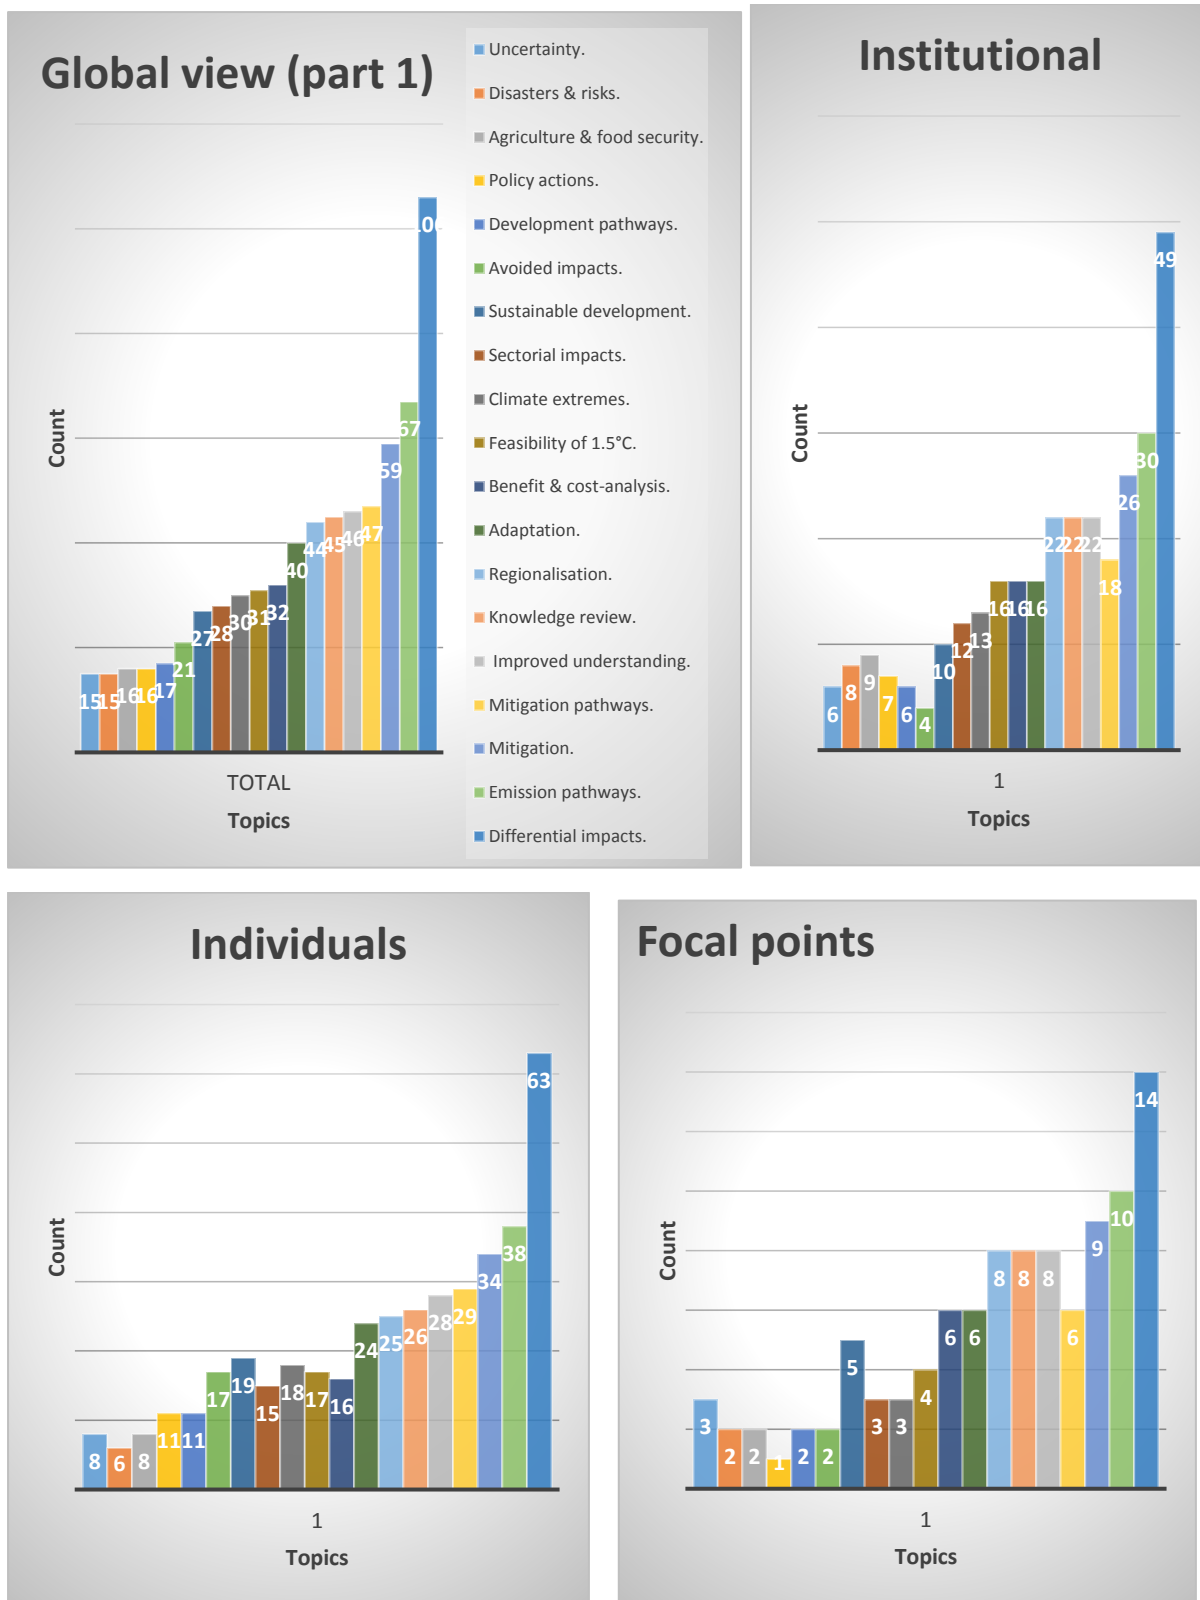 Global view (part 1)
Uncertainty.
Disasters & risks.
Agriculture & food security.
Policy actions.
Development pathways.
Avoided impacts.
Sustainable development.
Sectorial impacts.
Climate extremes.
Feasibility of 1.5°C.
Benefit & cost-analysis.
Adaptation.
Regionalisation.
Knowledge review.
Improved understanding.
Mitigation pathways.
Mitigation.
Emission pathways.
Differential impacts.
Count
15 15 16 16 17 21 27 28 30 31 32 40 44 45 46 47 59 67 106
TOTAL
Topics
Institutional
Count
6 8 9 7 6 4 10 12 13 16 16 16 22 22 22 18 26 30 49
1
Topics
Individuals
Count
8 6 8 11 11 17 19 15 18 17 16 24 25 26 28 29 34 38 63
1
Topics
Focal points
Count
3 2 2 1 2 2 5 3 3 4 6 6 8 8 8 6 9 10 14
1
Topics